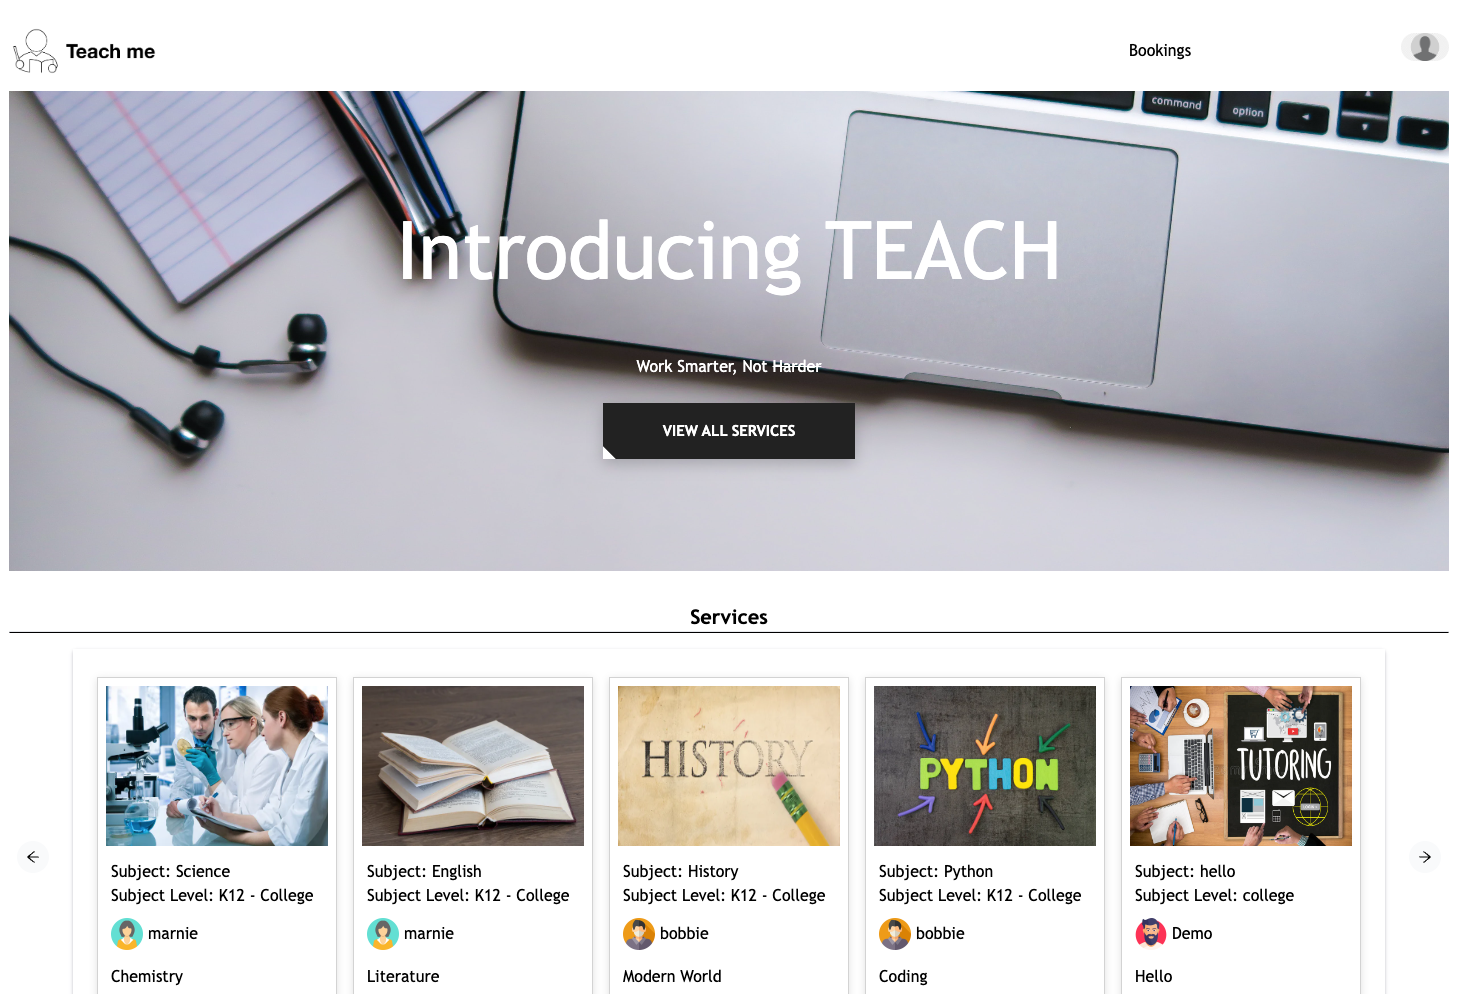 Teach me
Bookings
command
option
Introducing TEACH
Work Smarter, Not Harder
VIEW ALL SERVICES
Services
HISTORY
PYTHON
TUTORING
Subject: Science
Subject Level: K12 - College
marnie
Chemistry
Subject: English
Subject Level: K12 - College
marnie
Literature
Subject: History
Subject Level: K12 - College
bobbie
Modern World
Subject: Python
Subject Level: K12 - College
bobbie
Coding
Subject: hello
Subject Level: college
Demo
Hello